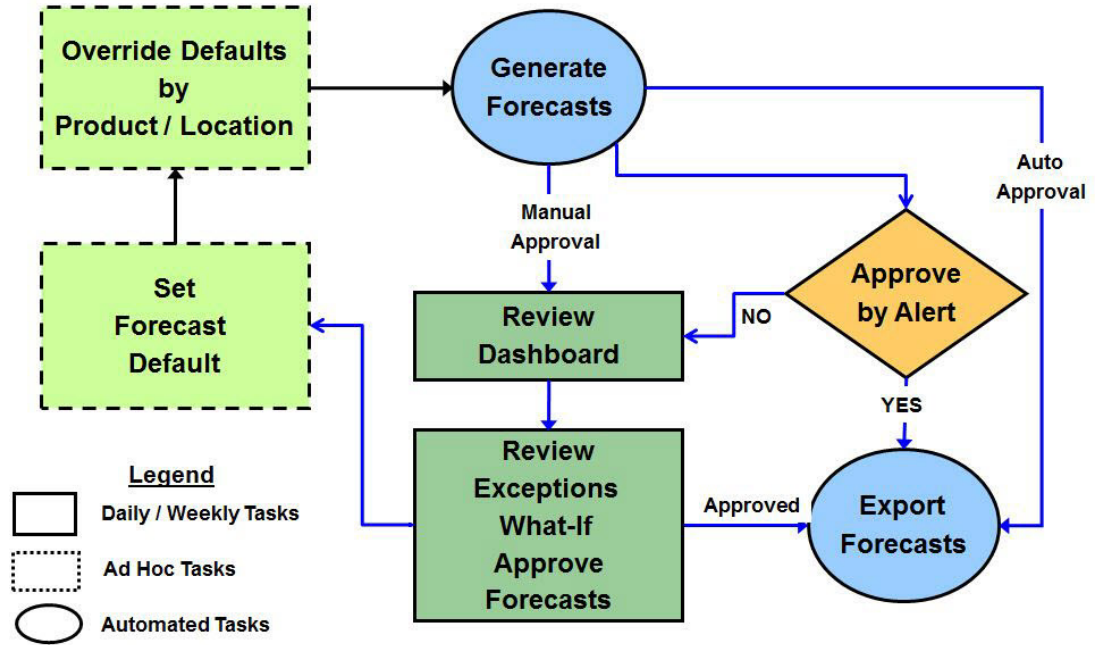 Override Defaults
by
Product / Location
Generate
Forecasts
Auto
Approval
Manual
Approval
Set
Forecast
Default
Review
Dashboard
NO
Approve
by Alert
YES
Review
Exceptions
What-If
Approve
Forecasts
Approved
Export
Forecasts
Legend
Daily / Weekly Tasks
Ad Hoc Tasks
Automated Tasks